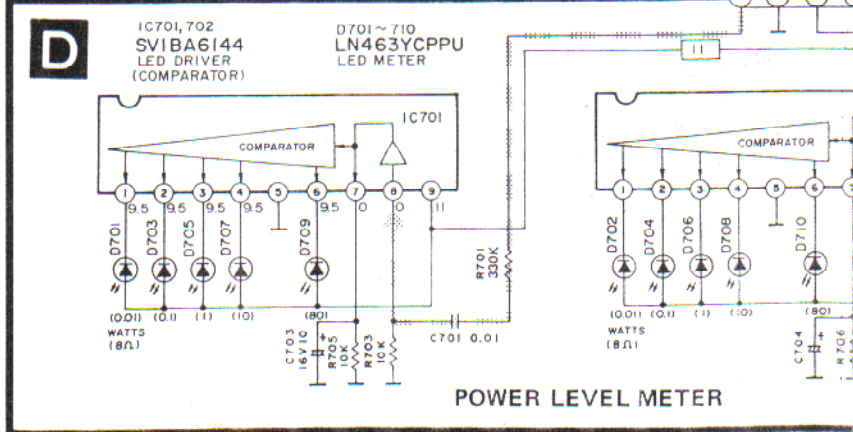 D
IC701,702
SVIBA6144
LED DRIVER
(COMPARATOR)
D701~710
LN463YCPPU
LED METER
11
IC701
COMPARATOR
1 2 3 4 5 6 7 8 9
9.5 9.5 9.5 9.5 9.5 0 0 11
D701
D703
D705
D707
D709
(0.01) (0.1) (1) (10) (80)
WATTS
(8Ω)
C703
16V10
R705
10K
R703
10K
C701 0.01
R701
330K
COMPARATOR
1 2 3 4 5 6
D702
D704
D706
D708
D710
(0.01) (0.1) (1) (10) (80)
WATTS
(8Ω)
C704
R706
POWER LEVEL METER